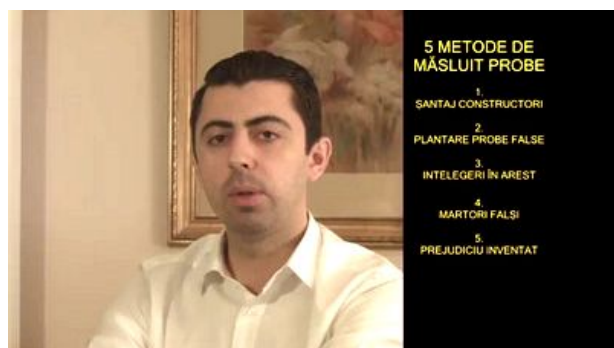 5 METODE DE
MĂSLUIT PROBE
1.
ȘANTAJ CONSTRUCTORI
2.
PLANTARE PROBE FALSE
3.
INTELEGERI ÎN AREST
4.
MARTORI FALȘI
5.
PREJUDICIU INVENTAT